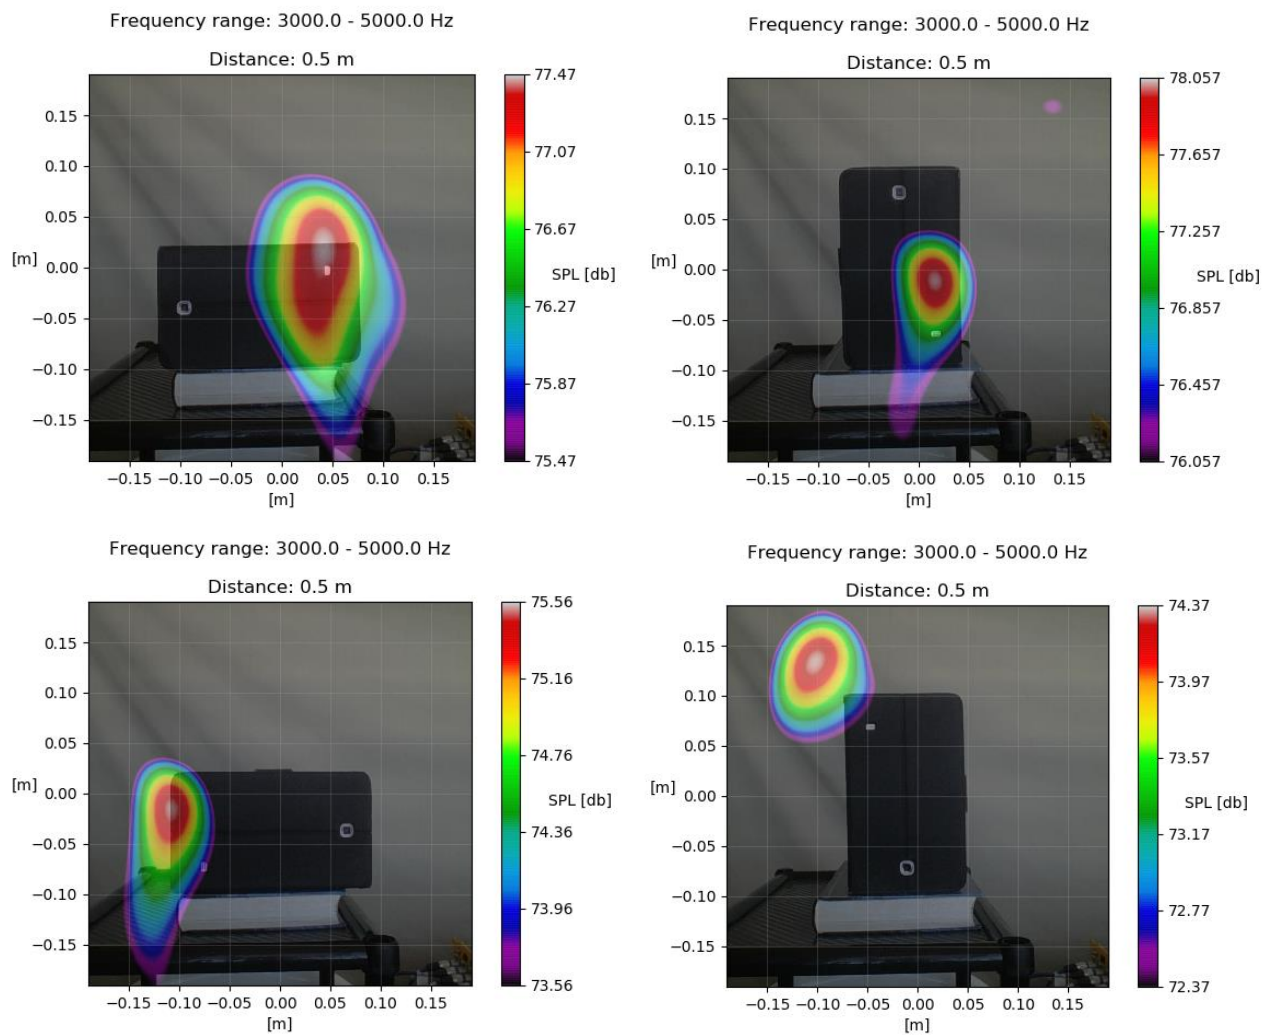 Frequency range: 3000.0 - 5000.0 Hz
Distance: 0.5 m
0.15
0.10
0.05
[m] 0.00
−0.05
−0.10
−0.15
−0.15 −0.10 −0.05 0.00 0.05 0.10 0.15
[m]
77.47
77.07
76.67
SPL [db]
76.27
75.87
75.47
Frequency range: 3000.0 - 5000.0 Hz
Distance: 0.5 m
0.15
0.10
0.05
[m] 0.00
−0.05
−0.10
−0.15
−0.15 −0.10 −0.05 0.00 0.05 0.10 0.15
[m]
78.057
77.657
77.257
SPL [db]
76.857
76.457
76.057
Frequency range: 3000.0 - 5000.0 Hz
Distance: 0.5 m
0.15
0.10
0.05
[m] 0.00
−0.05
−0.10
−0.15
−0.15 −0.10 −0.05 0.00 0.05 0.10 0.15
[m]
75.56
75.16
74.76
SPL [db]
74.36
73.96
73.56
Frequency range: 3000.0 - 5000.0 Hz
Distance: 0.5 m
0.15
0.10
0.05
[m] 0.00
−0.05
−0.10
−0.15
−0.15 −0.10 −0.05 0.00 0.05 0.10 0.15
[m]
74.37
73.97
73.57
SPL [db]
73.17
72.77
72.37